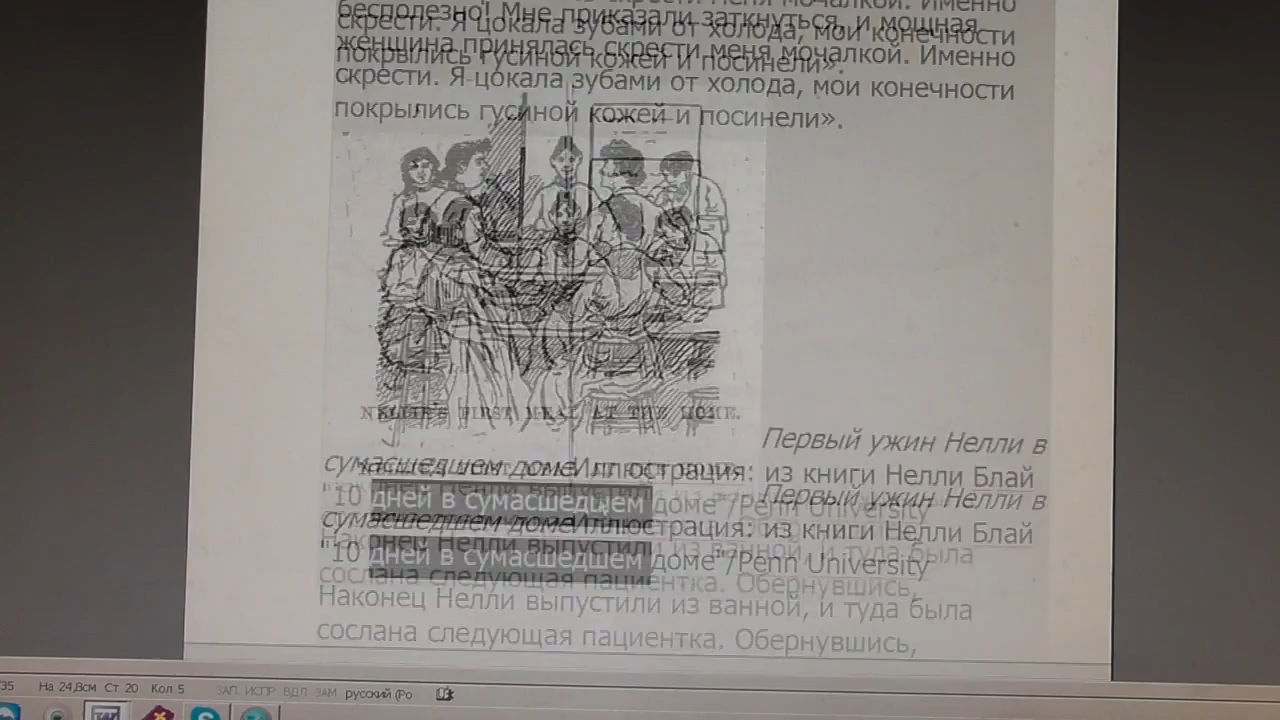 бесполезно! Мне приказали заткнуться, и мощная
женщина принялась скрести меня мочалкой. Именно
скрести. Я цокала зубами от холода, мои конечности
покрылись гусиной кожей и посинели».
NELLIE'S FIRST MEAL AT THE HOME.
Первый ужин Нелли в
сумасшедшем доме Иллюстрация: из книги Нелли Блай
"10 дней в сумасшедшем доме"/Penn University
Наконец Нелли выпустили из ванной, и туда была
сослана следующая пациентка. Обернувшись,
/35 На 24,8см Ст 20 Кол 5 ЗАП ИСПР ВДЛ ЗАМ русский (Ро